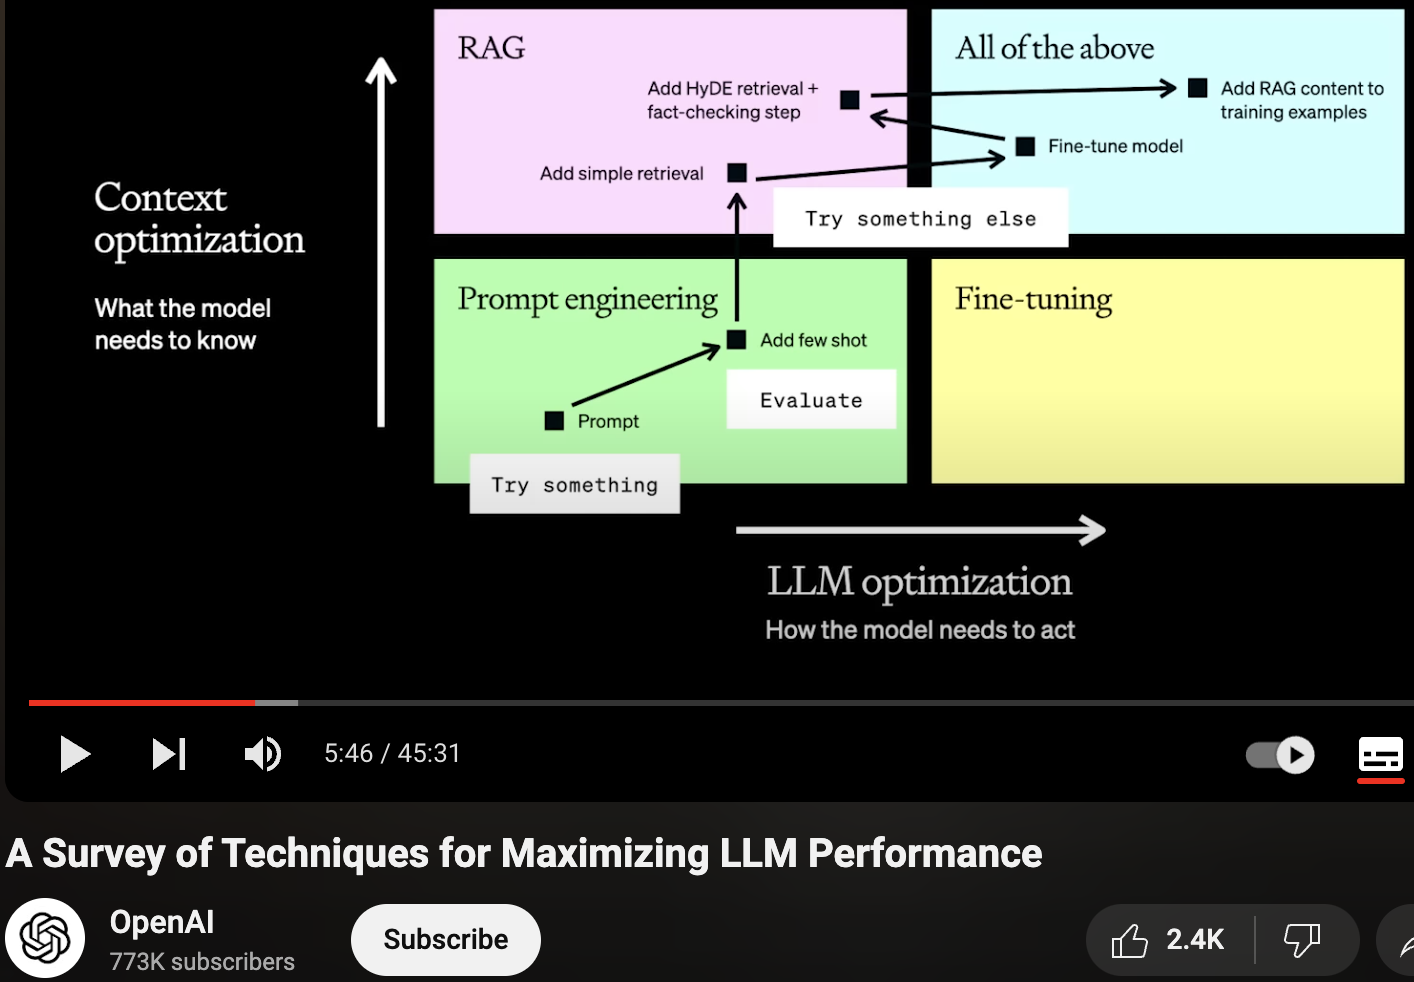 RAG
Add HyDE retrieval +
fact-checking step
Add simple retrieval
All of the above
Add RAG content to
training examples
Fine-tune model
Try something else
Context
optimization
What the model
needs to know
Prompt engineering
Add few shot
Evaluate
Prompt
Try something
Fine-tuning
LLM optimization
How the model needs to act
5:46 / 45:31
A Survey of Techniques for Maximizing LLM Performance
OpenAI
773K subscribers
Subscribe
2.4K